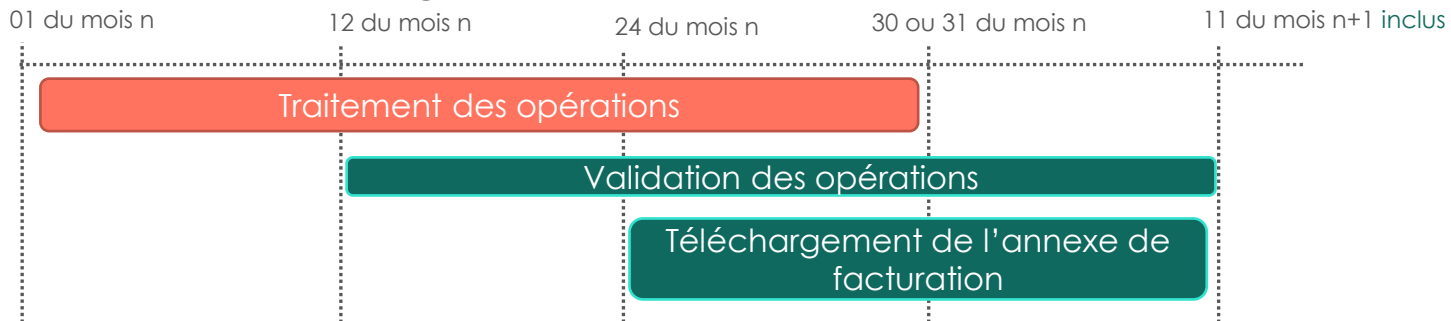 01 du mois n
12 du mois n
24 du mois n
30 ou 31 du mois n
11 du mois n+1 inclus
Traitement des opérations
Validation des opérations
Téléchargement de l’annexe de
facturation